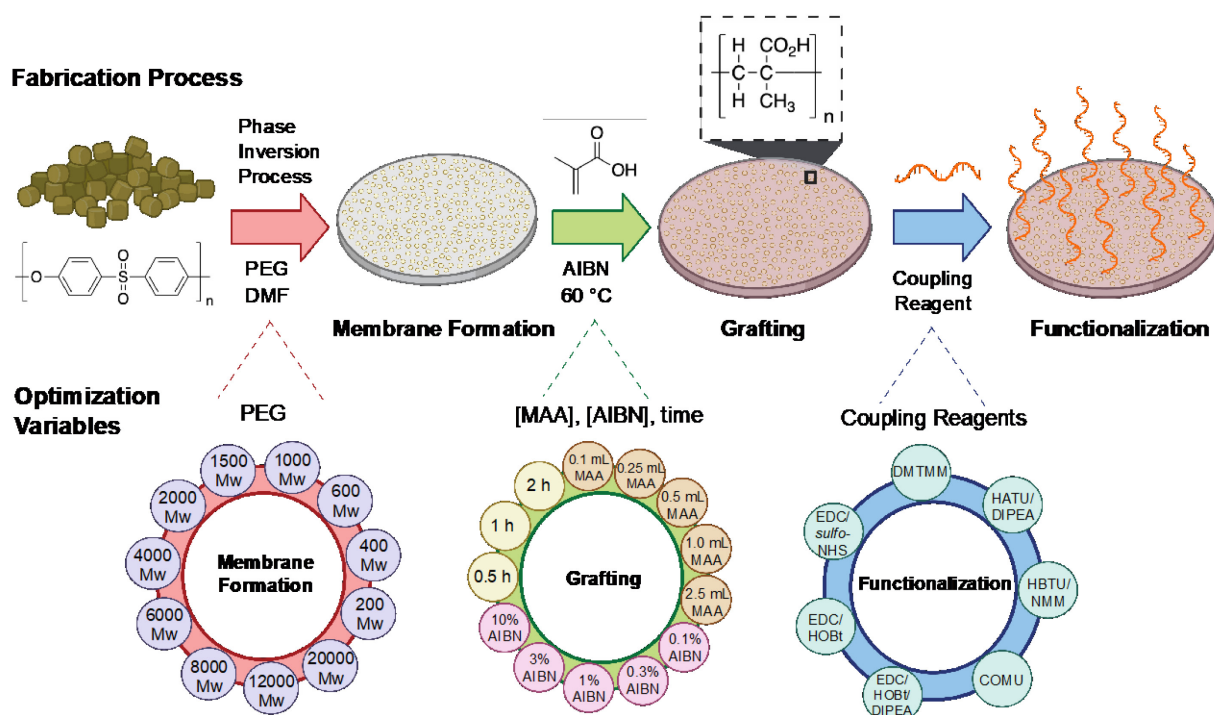 Fabrication Process
Phase
Inversion
Process
PEG
DMF
O
S
O
O
n
Membrane Formation
O
OH
AIBN
60 °C
H CO₂H
C C
H CH₃
n
Grafting
Coupling
Reagent
Functionalization
Optimization
Variables
PEG
1000
Mw
600
Mw
400
Mw
200
Mw
20000
Mw
12000
Mw
8000
Mw
6000
Mw
4000
Mw
2000
Mw
1500
Mw
Membrane
Formation
[MAA], [AIBN], time
0.1 mL
MAA
0.25 mL
MAA
0.5 mL
MAA
1.0 mL
MAA
2.5 mL
MAA
0.1%
AIBN
0.3%
AIBN
1%
AIBN
3%
AIBN
10%
AIBN
0.5 h
1 h
2 h
Grafting
Coupling Reagents
DMTMM
HATU/
DIPEA
HBTU/
NMM
COMU
EDC/
HOBt/
DIPEA
EDC/
HOBt
EDC/
sulfo-
NHS
Functionalization